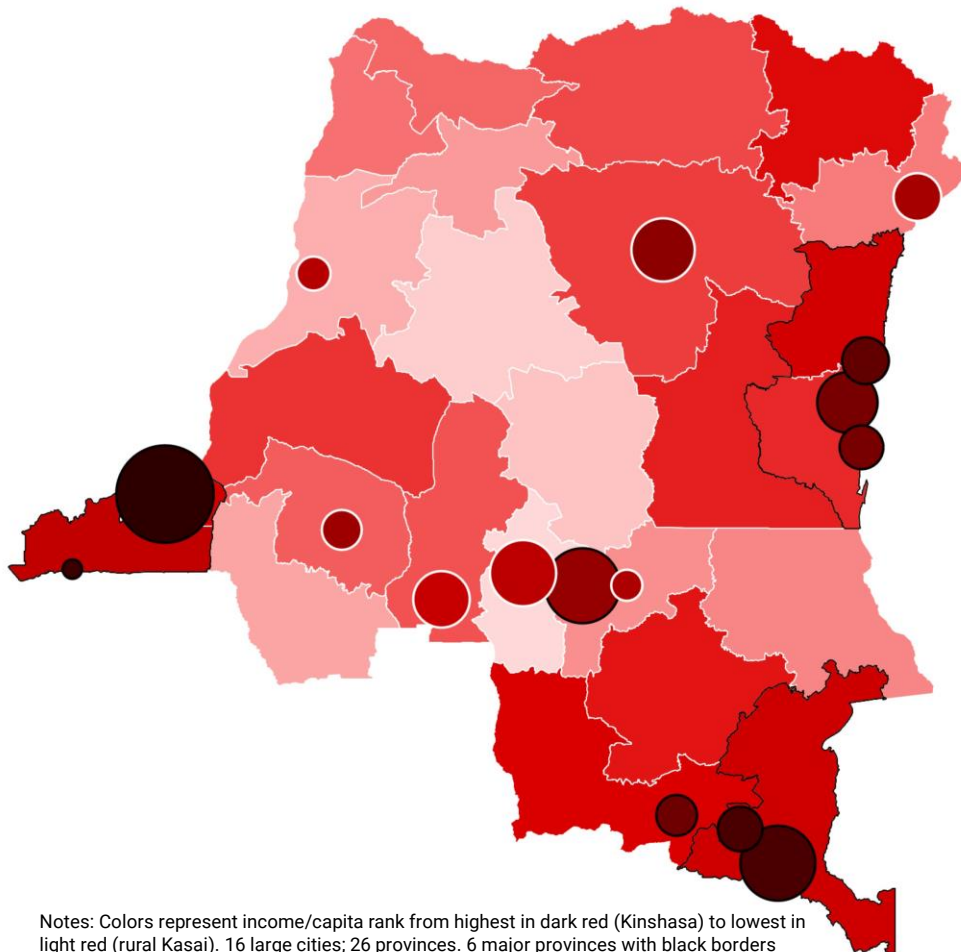 Notes: Colors represent income/capita rank from highest in dark red (Kinshasa) to lowest in
light red (rural Kasai). 16 large cities; 26 provinces. 6 major provinces with black borders